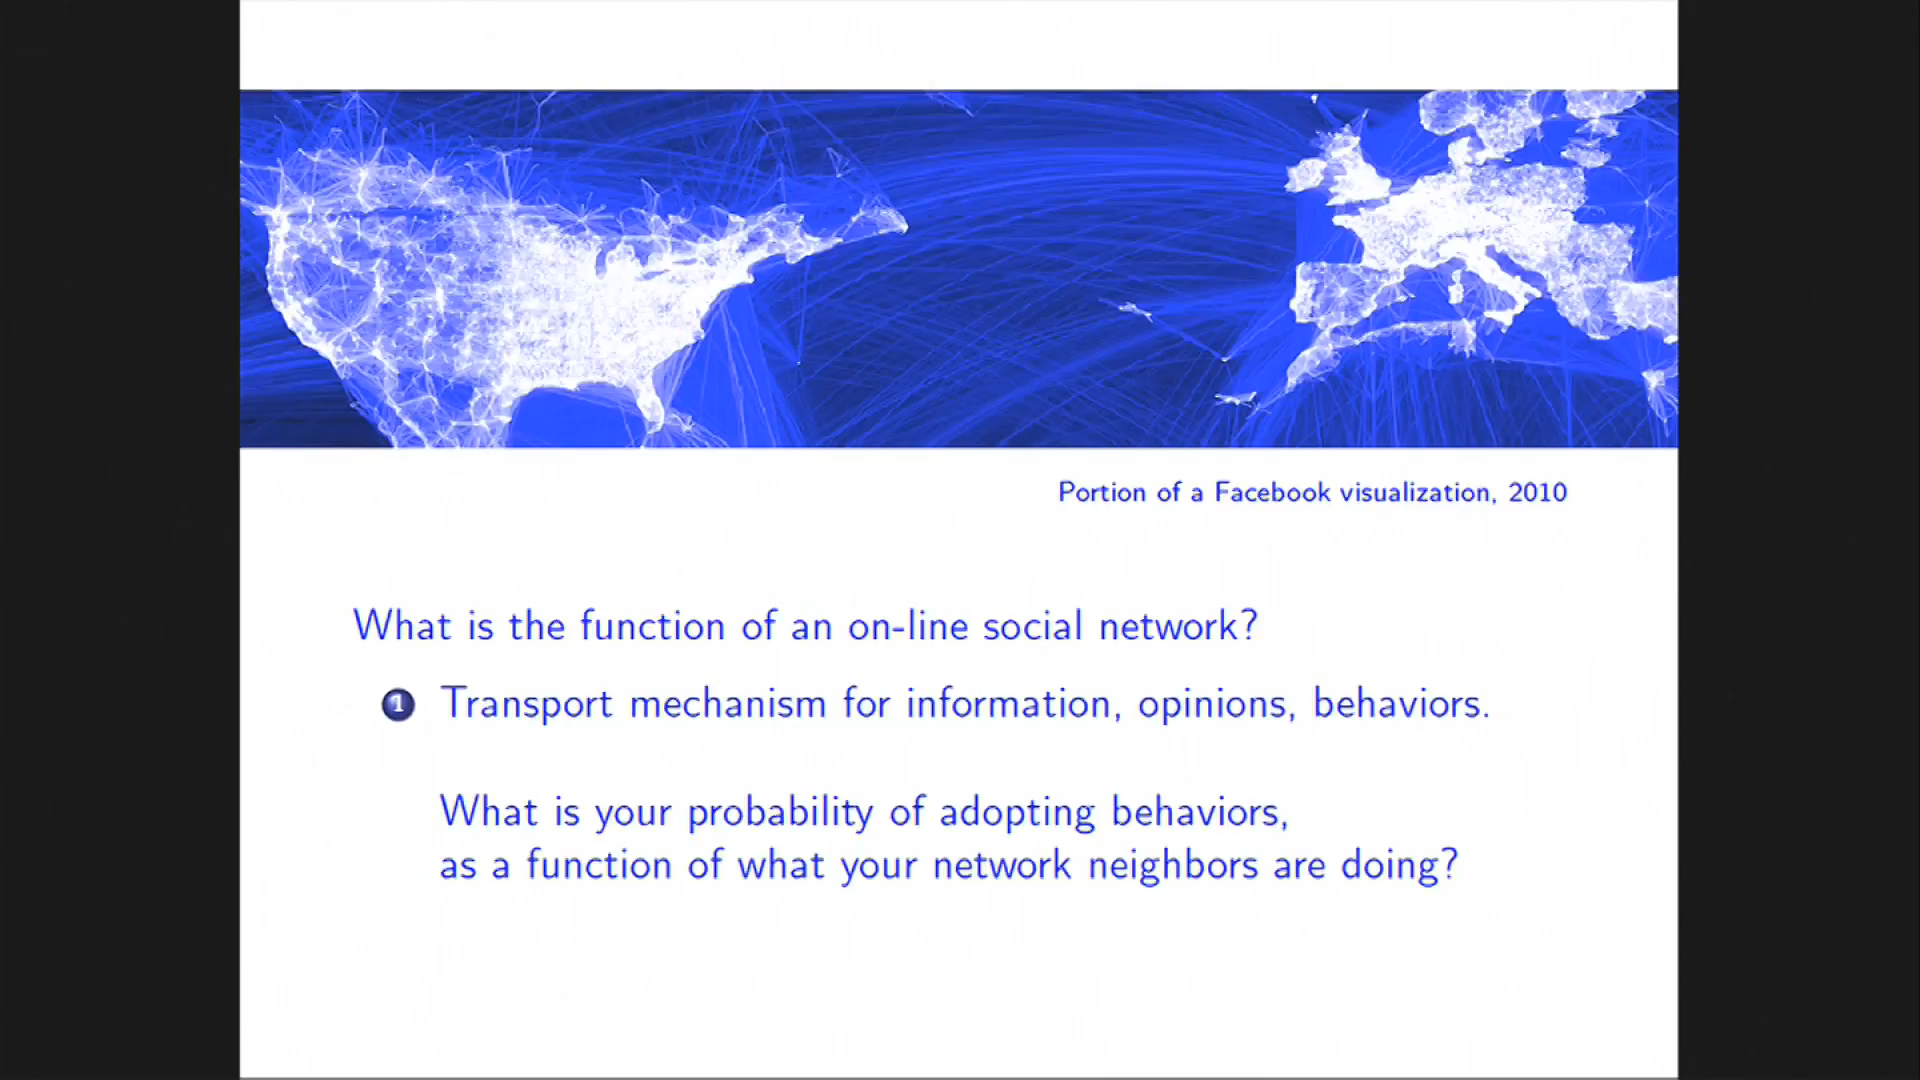 Portion of a Facebook visualization, 2010
What is the function of an on-line social network?
1 Transport mechanism for information, opinions, behaviors.
What is your probability of adopting behaviors,
as a function of what your network neighbors are doing?